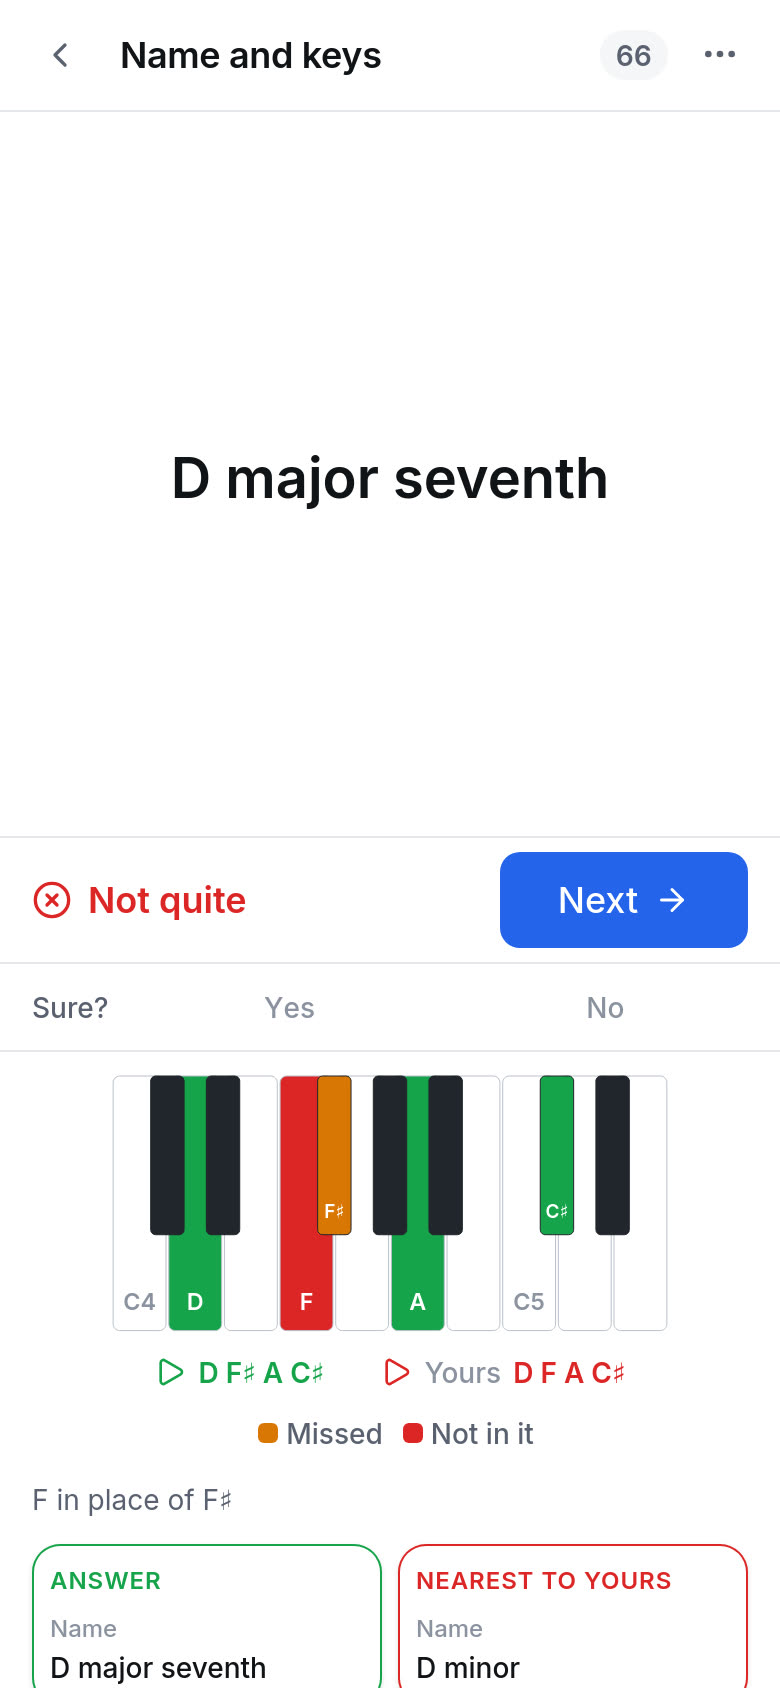 Name and keys 66
D major seventh
Not quite Next
Sure? Yes No
F♯ C♯
C4 D F A C5
D F♯ A C♯ Yours D F A C♯
Missed Not in it
F in place of F♯
ANSWER NEAREST TO YOURS
Name Name
D major seventh D minor